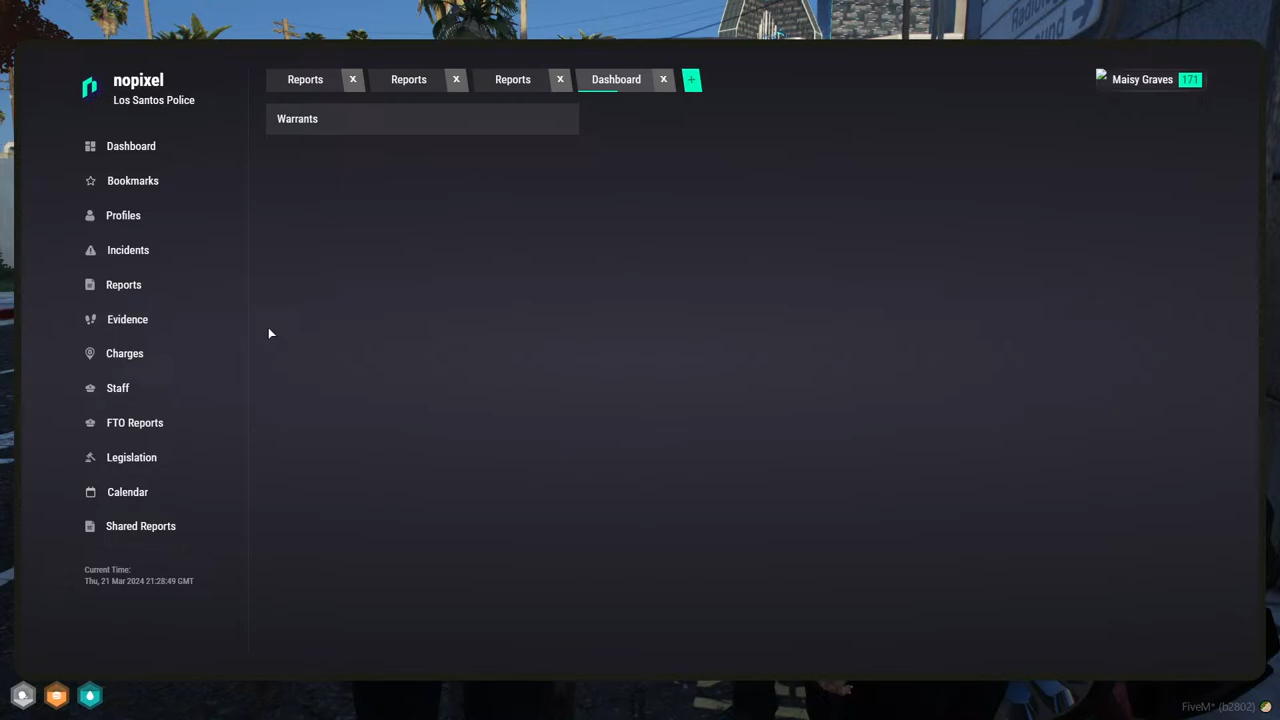 Radiology
nopixel
Los Santos Police
Reports x Reports x Reports x Dashboard x +
Maisy Graves 171
Warrants
Dashboard
Bookmarks
Profiles
Incidents
Reports
Evidence
Charges
Staff
FTO Reports
Legislation
Calendar
Shared Reports
Current Time:
Thu, 21 Mar 2024 21:28:49 GMT
FiveM* (b2802)